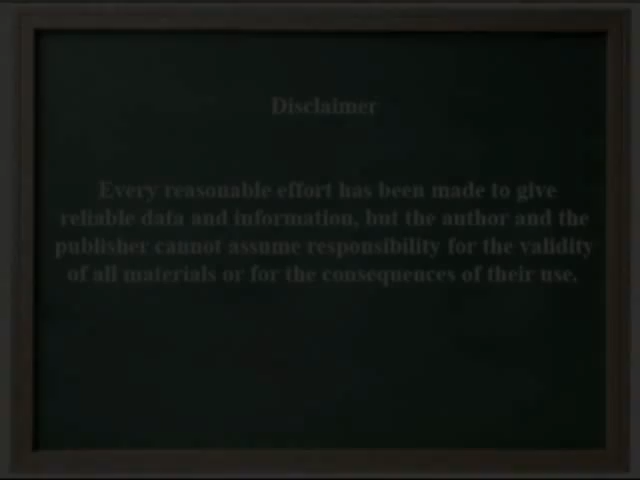 Disclaimer
Every reasonable effort has been made to give
reliable data and information, but the author and the
publisher cannot assume responsibility for the validity
of all materials or for the consequences of their use.